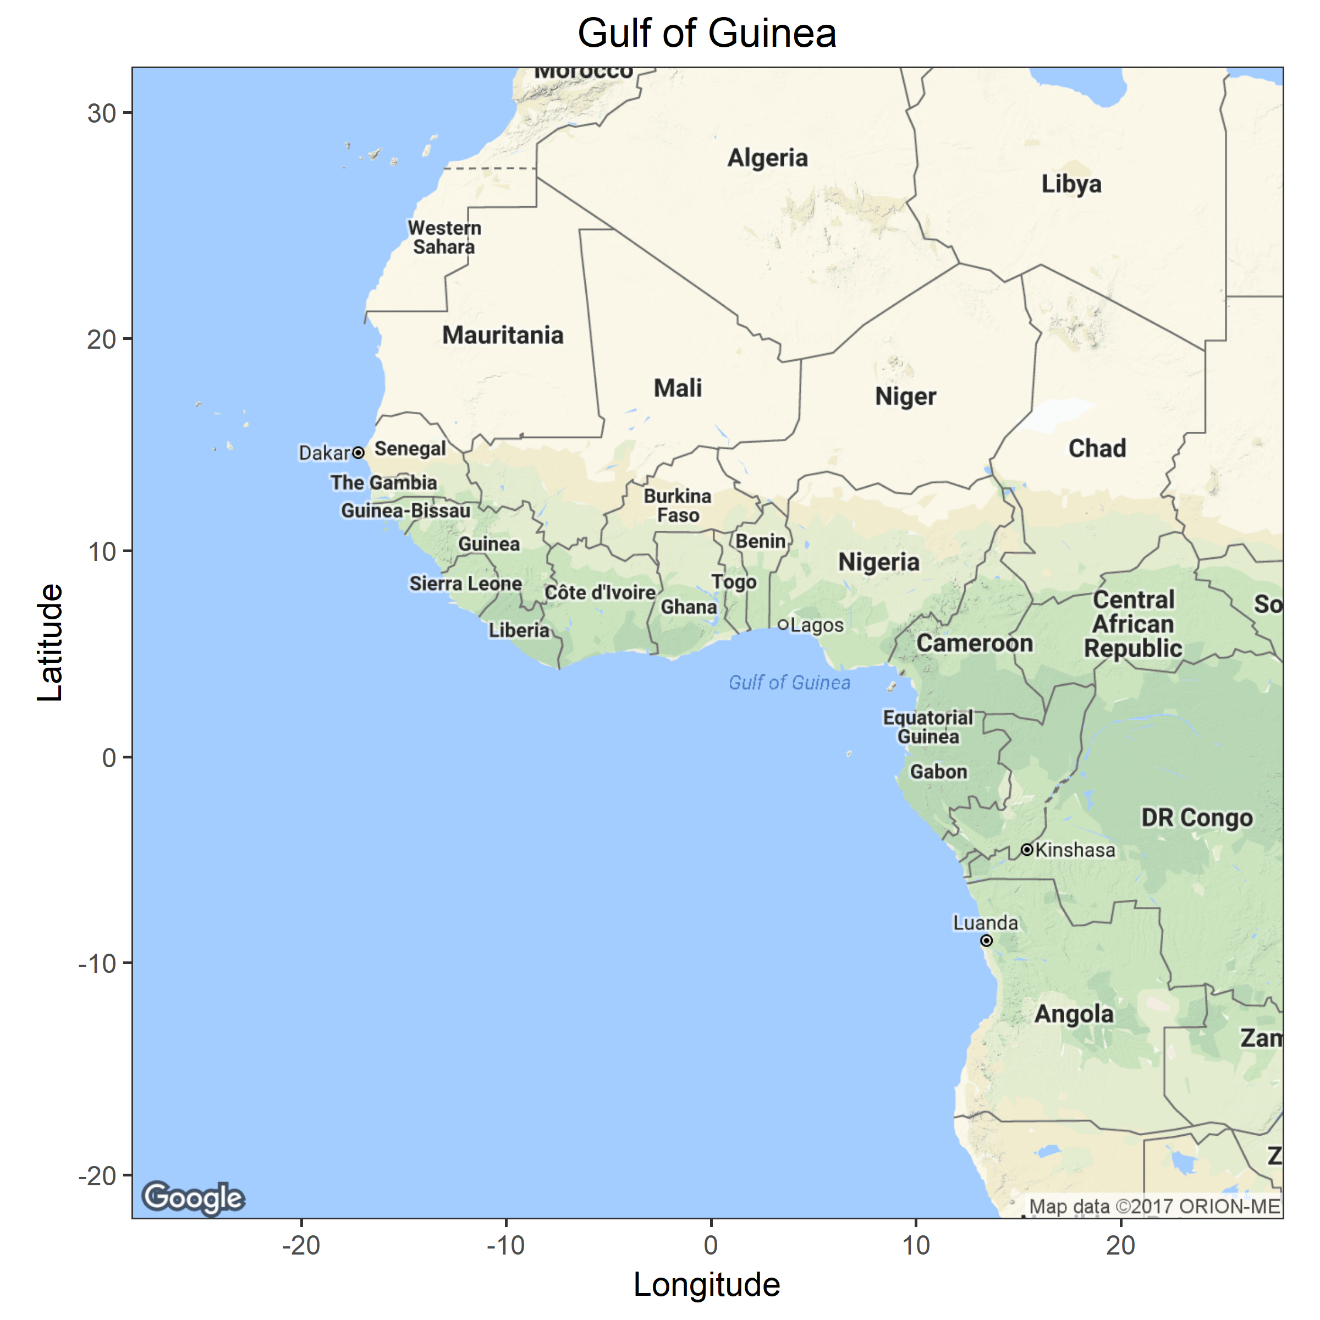 Gulf of Guinea
Morocco
30
Algeria
Libya
Western
Sahara
20
Mauritania
Mali
Niger
Chad
Dakar
Senegal
The Gambia
Burkina
Faso
Guinea-Bissau
10
Guinea
Benin
Nigeria
Sierra Leone
Côte d'Ivoire
Togo
Ghana
Central
African
Republic
So
Liberia
Lagos
Cameroon
Latitude
Gulf of Guinea
Equatorial
Guinea
0
Gabon
DR Congo
Kinshasa
Luanda
-10
Angola
Zam
Z
-20
Google
Map data ©2017 ORION-ME
-20
-10
0
10
20
Longitude